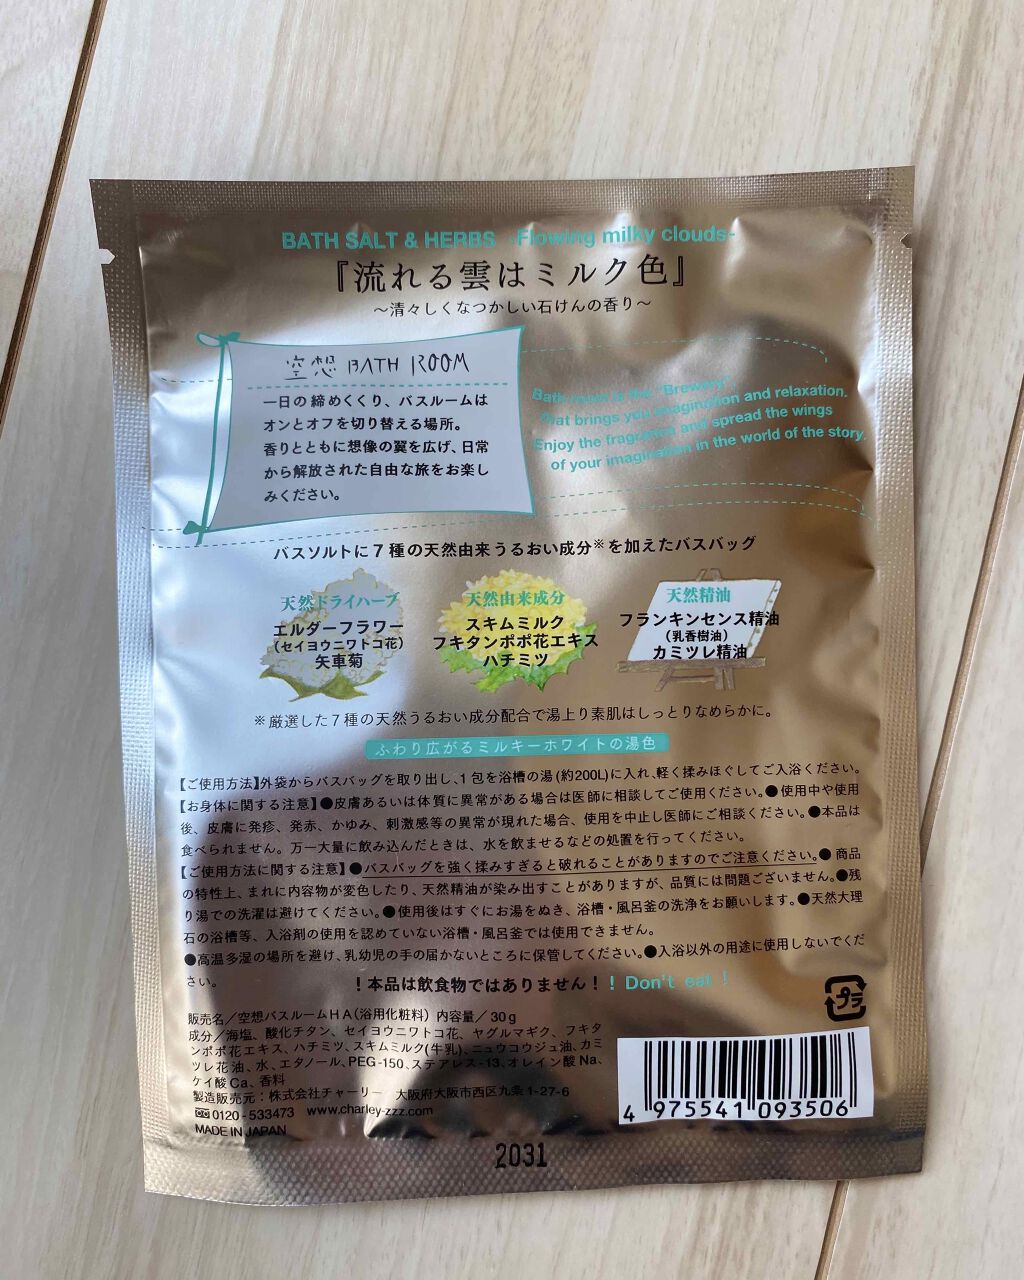 BATH SALT & HERBS -Flowing milky clouds-
『流れる雲はミルク色』
～清々しくなつかしい石けんの香り～
空想 BATH ROOM
一日の締めくくり、バスルームは
オンとオフを切り替える場所。
香りとともに想像の翼を広げ、日常
から解放された自由な旅をお楽し
みください。
Bath room is the "Brewery"
that brings you imagination and relaxation.
Enjoy the fragrance and spread the wings
of your imagination in the world of the story.
バスソルトに7種の天然由来うるおい成分※を加えたバスバッグ
天然ドライハーブ
エルダーフラワー
(セイヨウニワトコ花)
矢車菊
天然由来成分
スキムミルク
フキタンポポ花エキス
ハチミツ
天然精油
フランキンセンス精油
(乳香樹油)
カミツレ精油
※厳選した7種の天然うるおい成分配合で湯上り素肌はしっとりなめらかに。
ふわり広がるミルキーホワイトの湯色
【ご使用方法】外袋からバスバッグを取り出し、1包を浴槽の湯(約200L)に入れ、軽く揉みほぐしてご入浴ください。
【お身体に関する注意】●皮膚あるいは体質に異常がある場合は医師に相談してご使用ください。●使用中や使用
後、皮膚に発疹、発赤、かゆみ、刺激感等の異常が現れた場合、使用を中止し医師にご相談ください。●本品は
食べられません。万一大量に飲み込んだときは、水を飲ませるなどの処置を行ってください。
【ご使用方法に関する注意】●バスバッグを強く揉みすぎると破れることがありますのでご注意ください。●商品
の特性上、まれに内容物が変色したり、天然精油が染み出すことがありますが、品質には問題ございません。●残
り湯での洗濯は避けてください。●使用後はすぐにお湯をぬき、浴槽・風呂釜の洗浄をお願いします。●天然大理
石の浴槽等、入浴剤の使用を認めていない浴槽・風呂釜では使用できません。
●高温多湿の場所を避け、乳幼児の手の届かないところに保管してください。●入浴以外の用途に使用しないでくだ
さい。
！本品は飲食物ではありません！！Don't eat！
プラ
販売名／空想バスルームHA(浴用化粧料) 内容量／30g
成分／海塩、酸化チタン、セイヨウニワトコ花、ヤグルマギク、フキタ
ンポポ花エキス、ハチミツ、スキムミルク(牛乳)、ニュウコウジュ油、カミ
ツレ花油、水、エタノール、PEG-150、ステアレス-13、オレイン酸Na、
ケイ酸Ca、香料
製造販売元：株式会社チャーリー 大阪府大阪市西区九条1-27-6
0120-533473 www.charley-zzz.com
MADE IN JAPAN
4 975541 093506
2031